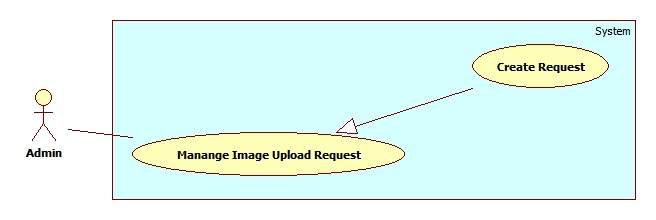 System
Create Request
Admin
Manange Image Upload Request